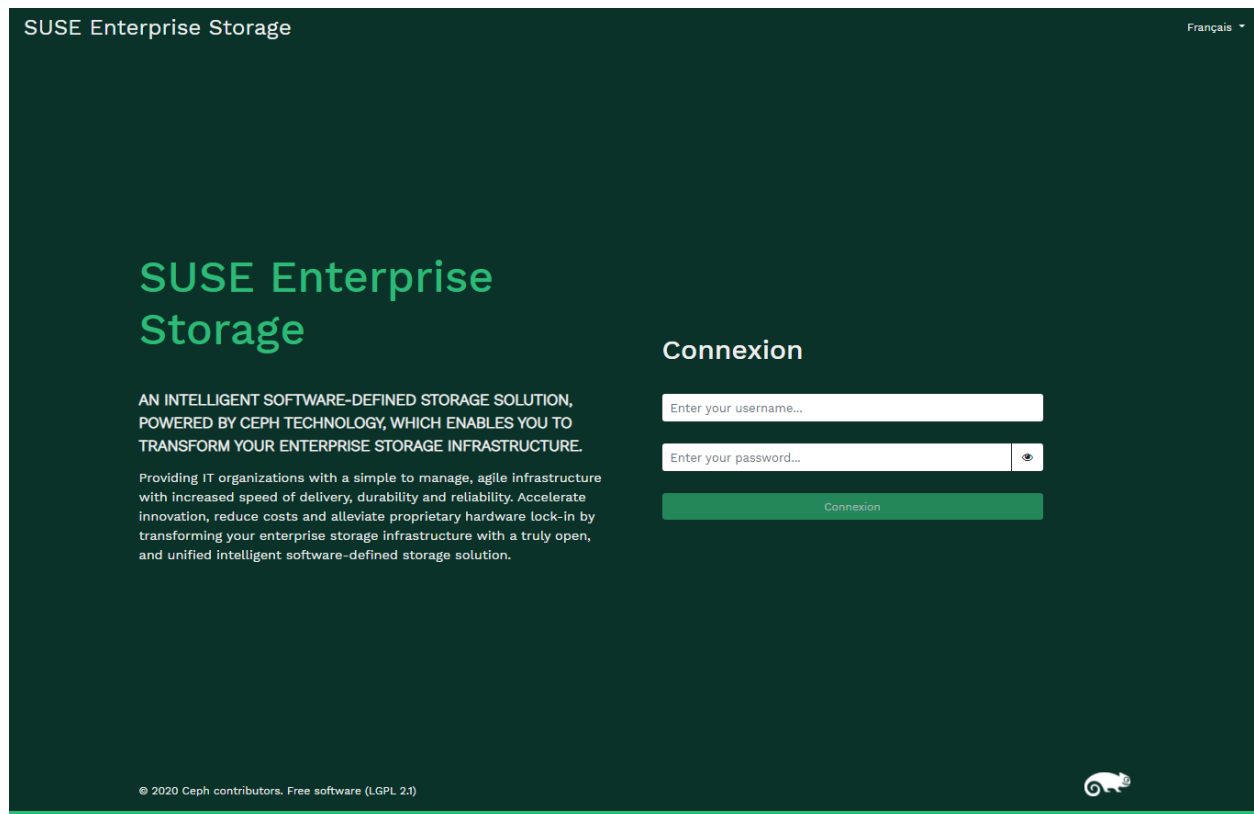 SUSE Enterprise Storage
Français
SUSE Enterprise
Storage
AN INTELLIGENT SOFTWARE-DEFINED STORAGE SOLUTION,
POWERED BY CEPH TECHNOLOGY, WHICH ENABLES YOU TO
TRANSFORM YOUR ENTERPRISE STORAGE INFRASTRUCTURE.
Providing IT organizations with a simple to manage, agile infrastructure
with increased speed of delivery, durability and reliability. Accelerate
innovation, reduce costs and alleviate proprietary hardware lock-in by
transforming your enterprise storage infrastructure with a truly open,
and unified intelligent software-defined storage solution.
Connexion
Enter your username...
Enter your password...
Connexion
© 2020 Ceph contributors. Free software (LGPL 2.1)